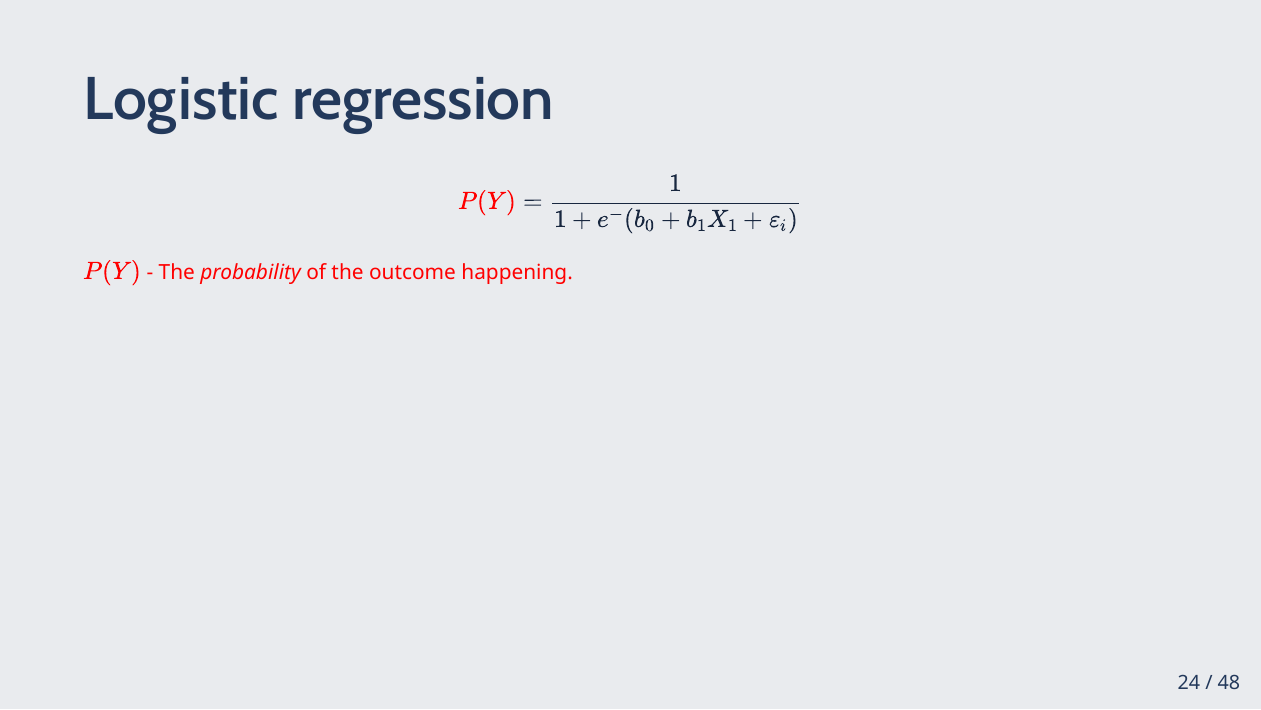 Logistic regression
P(Y) = 1 / 1 + e⁻(b₀ + b₁X₁ + εᵢ)
P(Y) - The probability of the outcome happening.
24 / 48